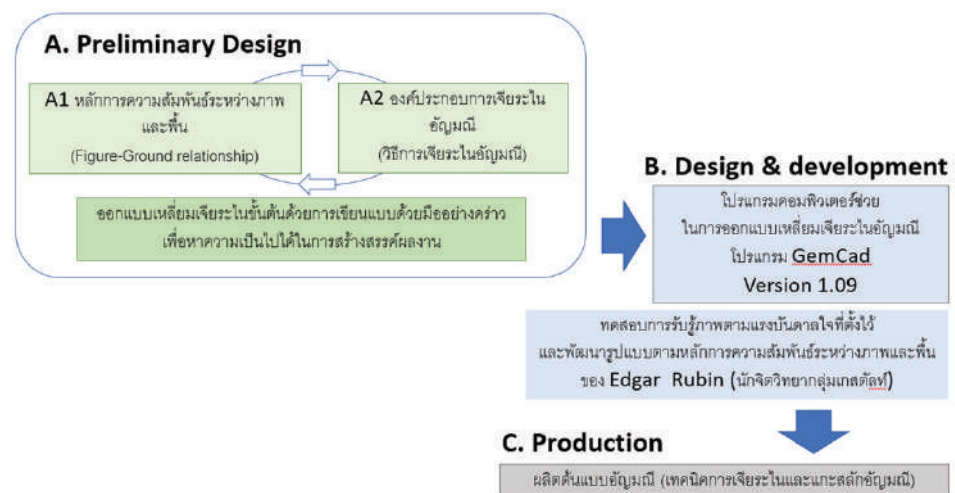 A. Preliminary Design
A1 หลักการความสัมพันธ์ระหว่างภาพ
และพื้น
(Figure-Ground relationship)
A2 องค์ประกอบการเจียระไน
อัญมณี
(วิธีการเจียระไนอัญมณี)
ออกแบบเหลี่ยมเจียระไนขั้นต้นด้วยการเขียนแบบด้วยมืออย่างคร่าว
เพื่อหาความเป็นไปได้ในการสร้างสรรค์ผลงาน
B. Design & development
โปรแกรมคอมพิวเตอร์ช่วย
ในการออกแบบเหลี่ยมเจียระไนอัญมณี
โปรแกรม GemCad
Version 1.09
ทดสอบการรับรู้ภาพตามแรงบันดาลใจที่ตั้งไว้
และพัฒนารูปแบบตามหลักการความสัมพันธ์ระหว่างภาพและพื้น
ของ Edgar Rubin (นักจิตวิทยากลุ่มเกสตัลท์)
C. Production
ผลิตต้นแบบอัญมณี (เทคนิคการเจียระไนและแกะสลักอัญมณี)